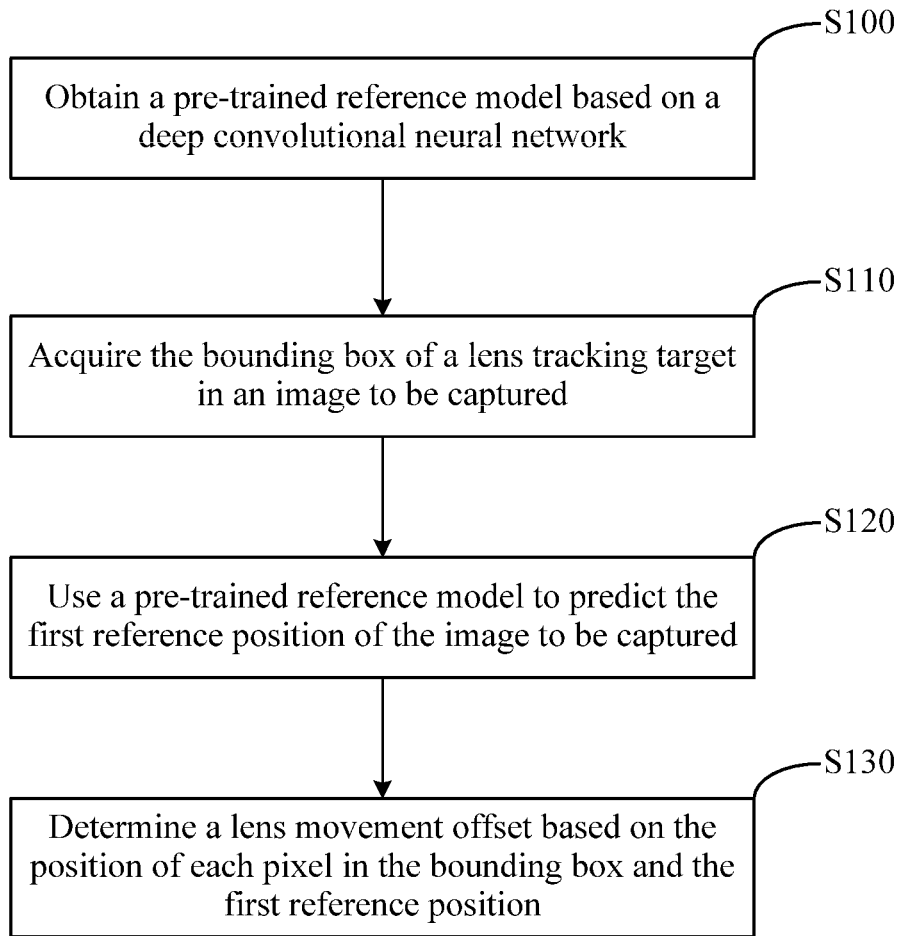 S100
Obtain a pre-trained reference model based on a
deep convolutional neural network
S110
Acquire the bounding box of a lens tracking target
in an image to be captured
S120
Use a pre-trained reference model to predict the
first reference position of the image to be captured
S130
Determine a lens movement offset based on the
position of each pixel in the bounding box and the
first reference position